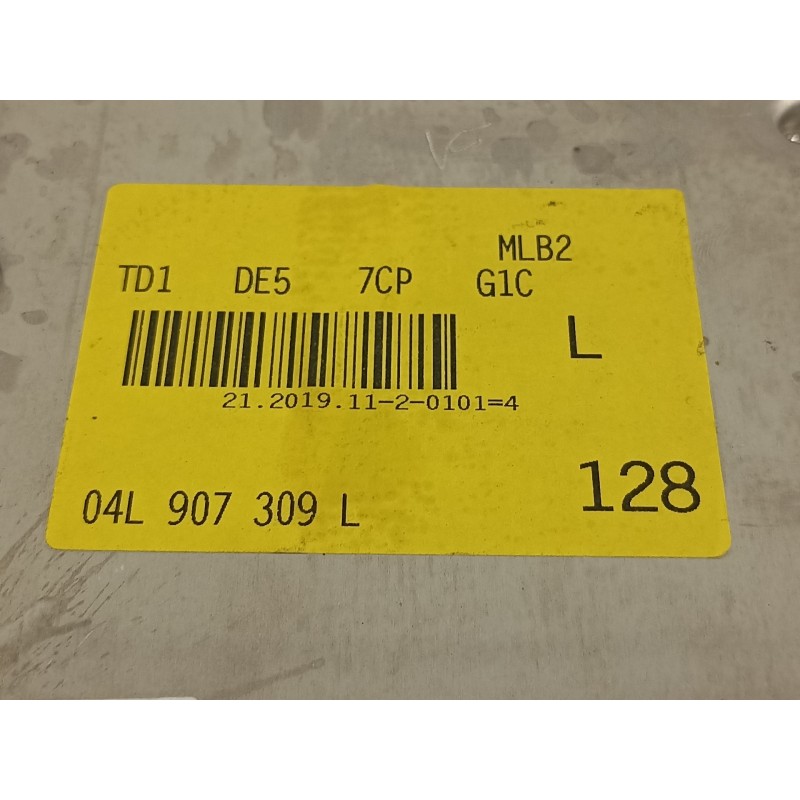 MLB2
TD1 DE5 7CP G1C
L
21.2019.11-2-0101=4
04L 907 309 L
128